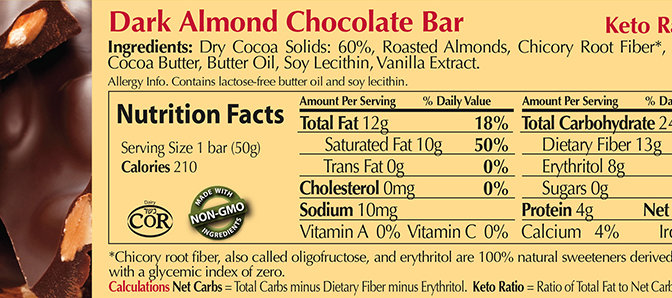 Dark Almond Chocolate Bar Keto Ra
Ingredients: Dry Cocoa Solids: 60%, Roasted Almonds, Chicory Root Fiber*,
Cocoa Butter, Butter Oil, Soy Lecithin, Vanilla Extract.
Allergy Info. Contains lactose-free butter oil and soy lecithin.
Nutrition Facts
Serving Size 1 bar (50g)
Calories 210
Dairy
COR
MADE WITH
NON-GMO
INGREDIENTS
Amount Per Serving % Daily Value
Total Fat 12g 18%
Saturated Fat 10g 50%
Trans Fat 0g 0%
Cholesterol 0mg 0%
Sodium 10mg
Vitamin A 0% Vitamin C 0%
Amount Per Serving % Da
Total Carbohydrate 24
Dietary Fiber 13g
Erythritol 8g
Sugars 0g
Protein 4g Net
Calcium 4% Iro
*Chicory root fiber, also called oligofructose, and erythritol are 100% natural sweeteners derived
with a glycemic index of zero.
Calculations Net Carbs = Total Carbs minus Dietary Fiber minus Erythritol. Keto Ratio = Ratio of Total Fat to Net Carb